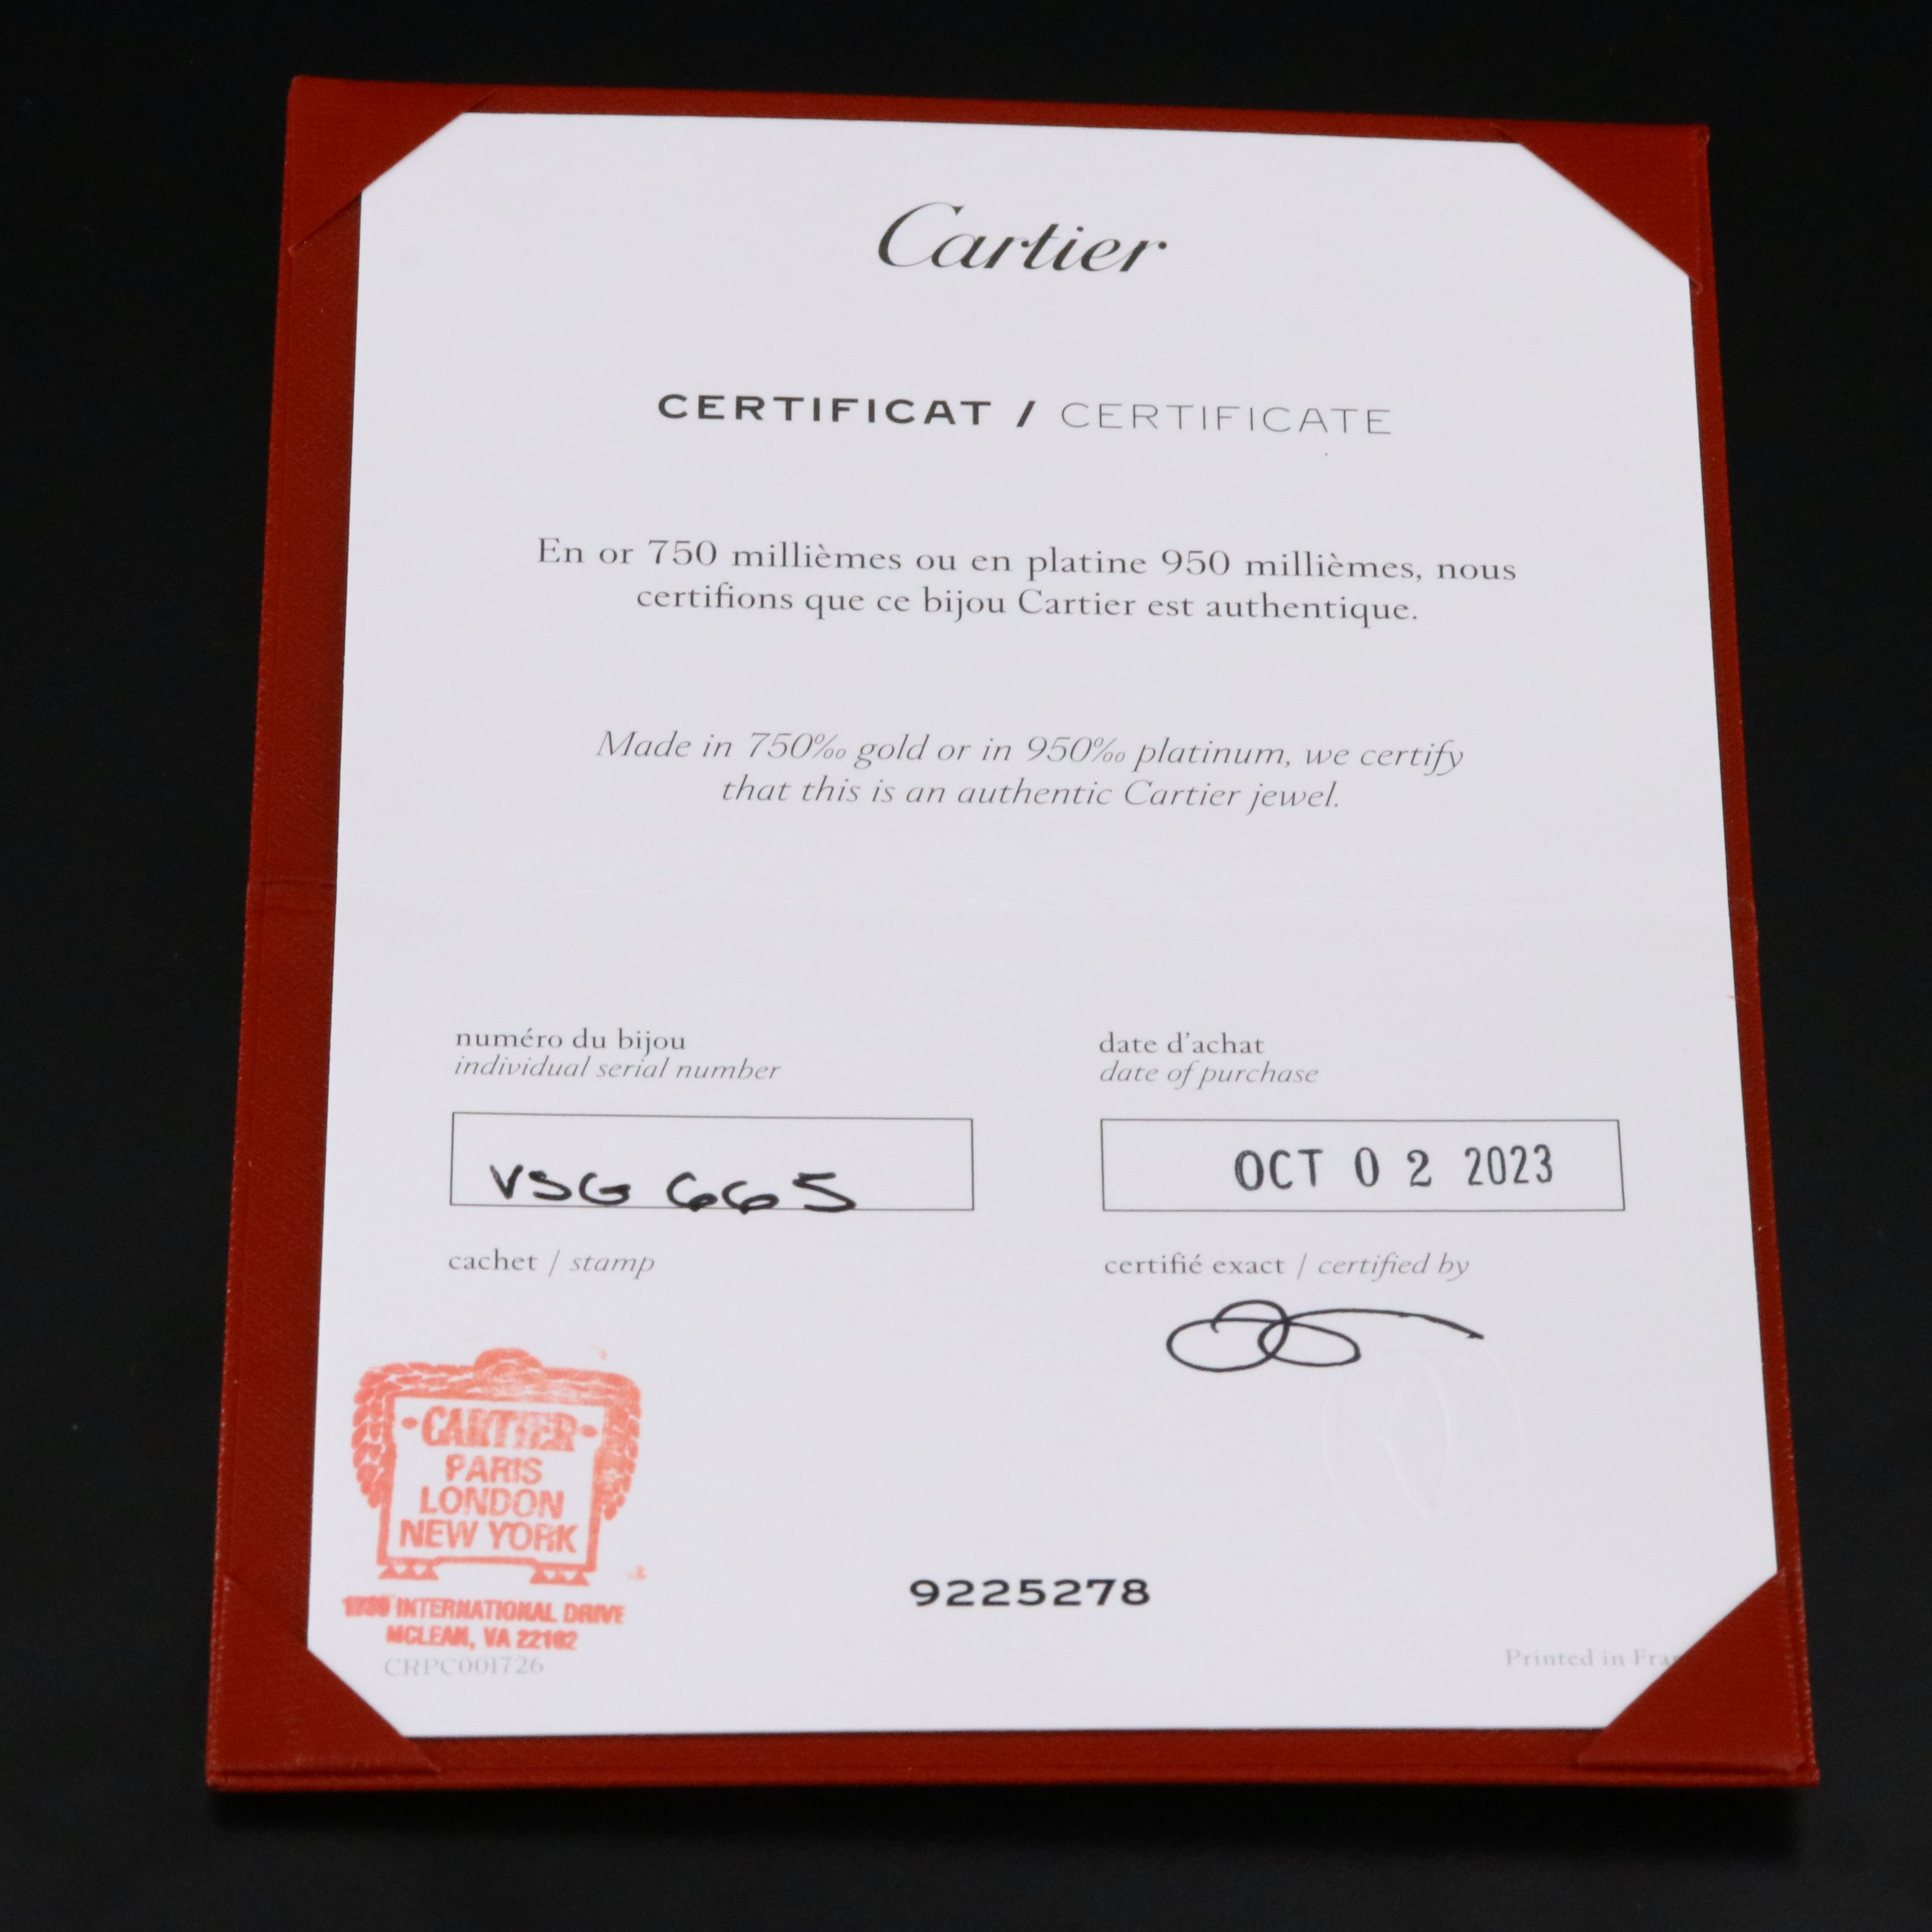 Cartier
CERTIFICAT / CERTIFICATE
En or 750 millièmes ou en platine 950 millièmes, nous
certifions que ce bijou Cartier est authentique.
Made in 750‰ gold or in 950‰ platinum, we certify
that this is an authentic Cartier jewel.
numéro du bijou
individual serial number
VSG 665
date d'achat
date of purchase
OCT 02 2023
cachet / stamp
certifié exact / certified by
CARTIER
PARIS
LONDON
NEW YORK
INTERNATIONAL DRIVE
MCLEAN, VA 22102
CRPC001726
9225278
Printed in